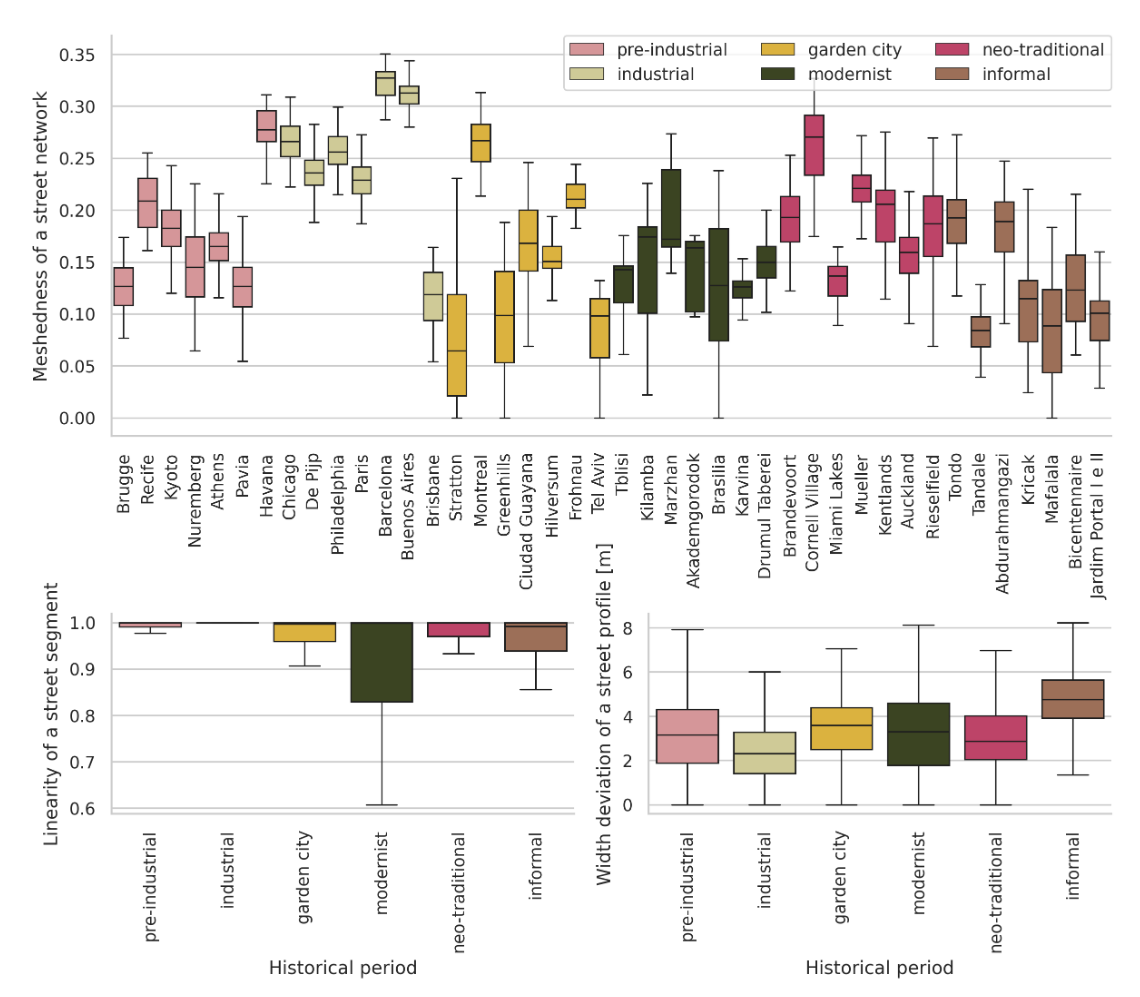 Meshedness of a street network
0.35
0.30
0.25
0.20
0.15
0.10
0.05
0.00
pre-industrial
industrial
garden city
modernist
neo-traditional
informal
Brugge
Recife
Kyoto
Nuremberg
Athens
Pavia
Havana
Chicago
De Pijp
Philadelphia
Paris
Barcelona
Buenos Aires
Brisbane
Stratton
Montreal
Greenhills
Ciudad Guayana
Hilversum
Frohnau
Tel Aviv
Tblisi
Kilamba
Marzhan
Akademgorodok
Brasilia
Karvina
Drumul Taberei
Brandevoort
Cornell Village
Miami Lakes
Mueller
Kentlands
Auckland
Rieselfield
Tondo
Tandale
Abdurahmangazi
Kricak
Mafalala
Bicentennaire
Jardim Portal I e II
Linearity of a street segment
1.0
0.9
0.8
0.7
0.6
pre-industrial
industrial
garden city
modernist
neo-traditional
informal
Historical period
Width deviation of a street profile [m]
8
6
4
2
0
pre-industrial
industrial
garden city
modernist
neo-traditional
informal
Historical period